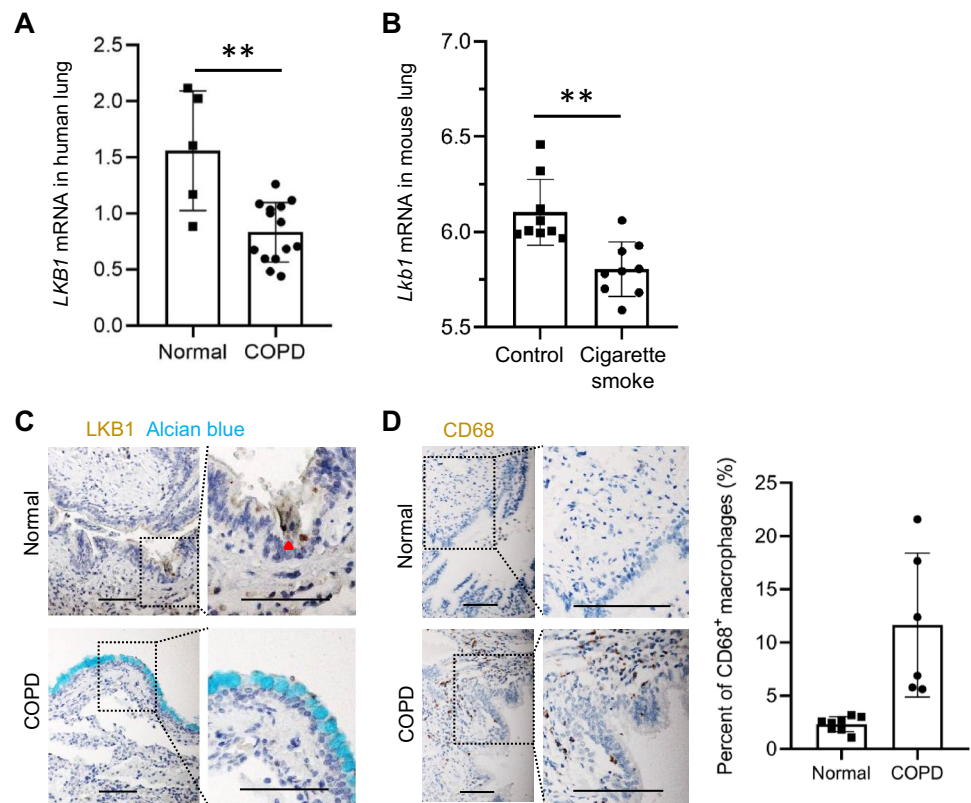 A
LKB1 mRNA in human lung
2.5
2.0
1.5
1.0
0.5
0.0
**
Normal
COPD
B
Lkb1 mRNA in mouse lung
7.0
6.5
6.0
5.5
**
Control
Cigarette
smoke
C
LKB1 Alcian blue
Normal
COPD
D
CD68
Normal
COPD
Percent of CD68⁺ macrophages (%)
25
20
15
10
5
0
Normal
COPD